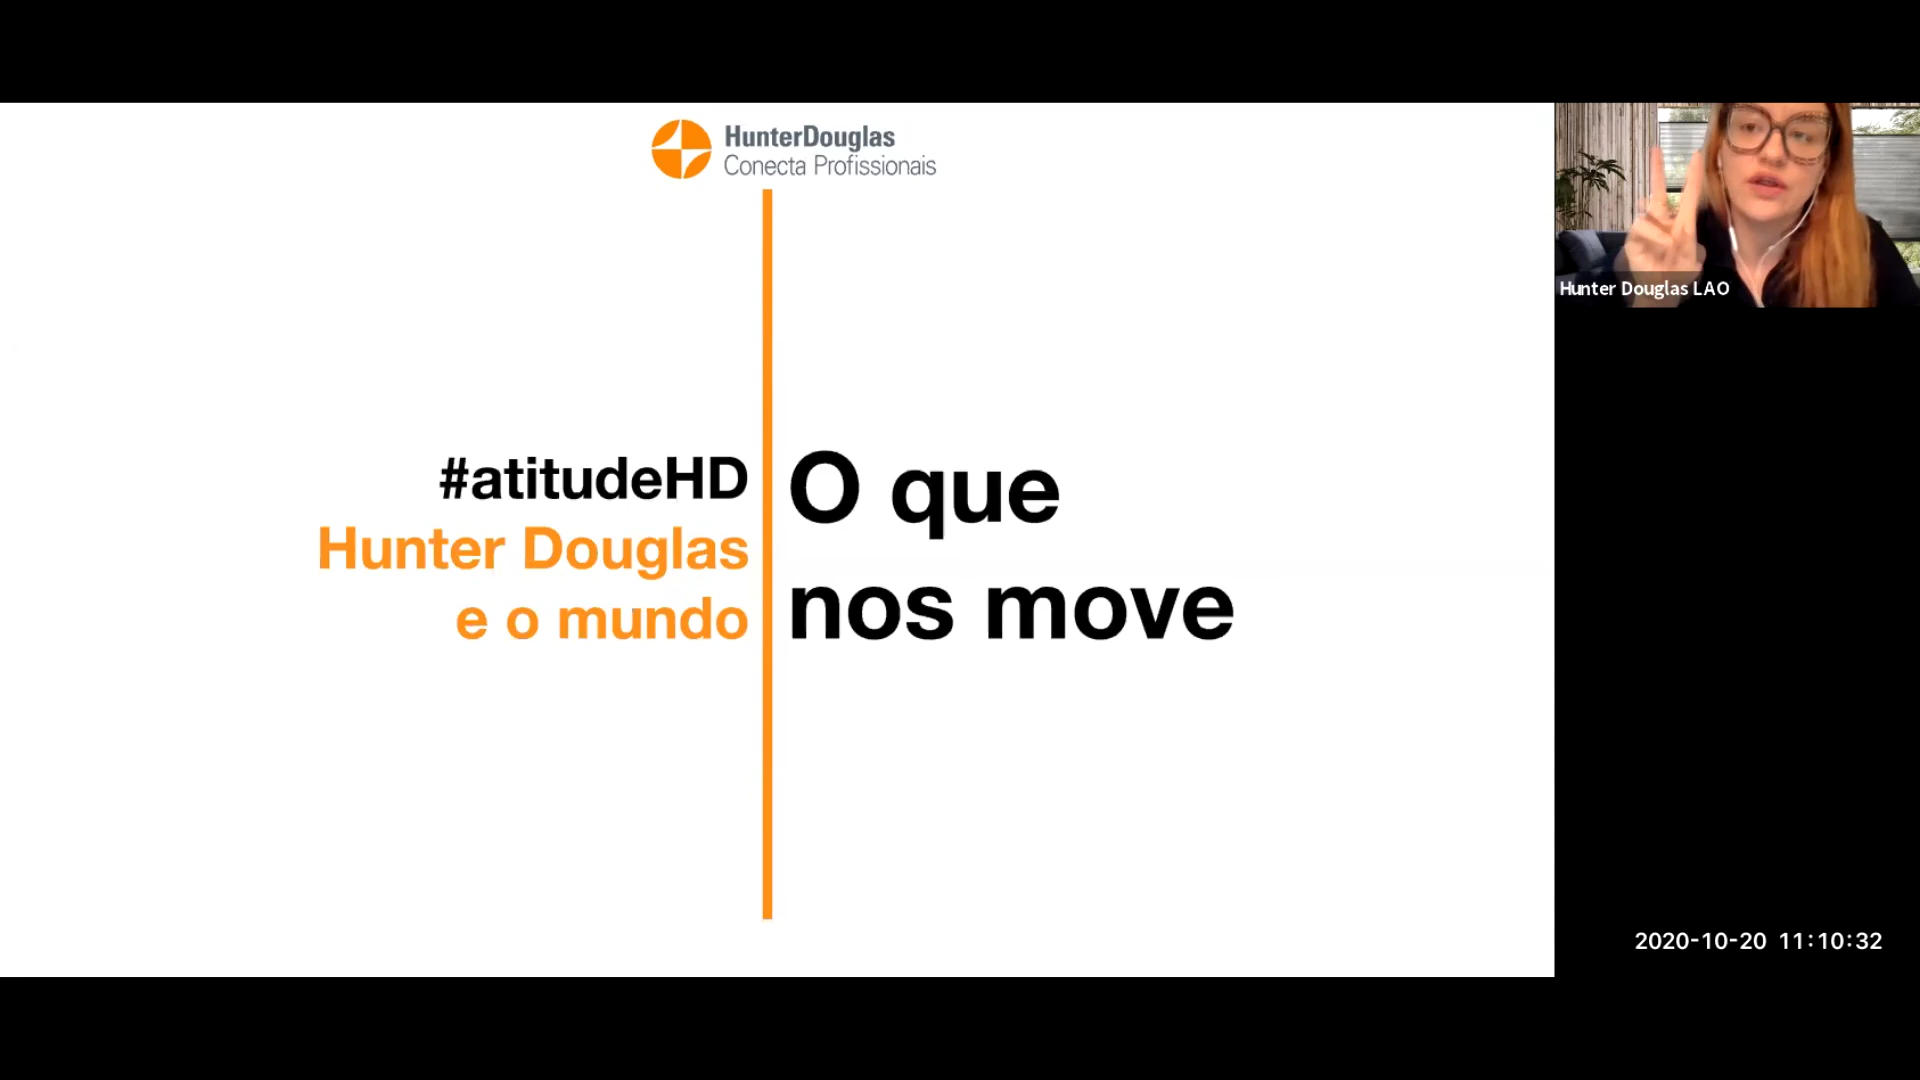 HunterDouglas
Conecta Profissionais
#atitudeHD
Hunter Douglas
e o mundo
O que
nos move
Hunter Douglas LAO
2020-10-20 11:10:32